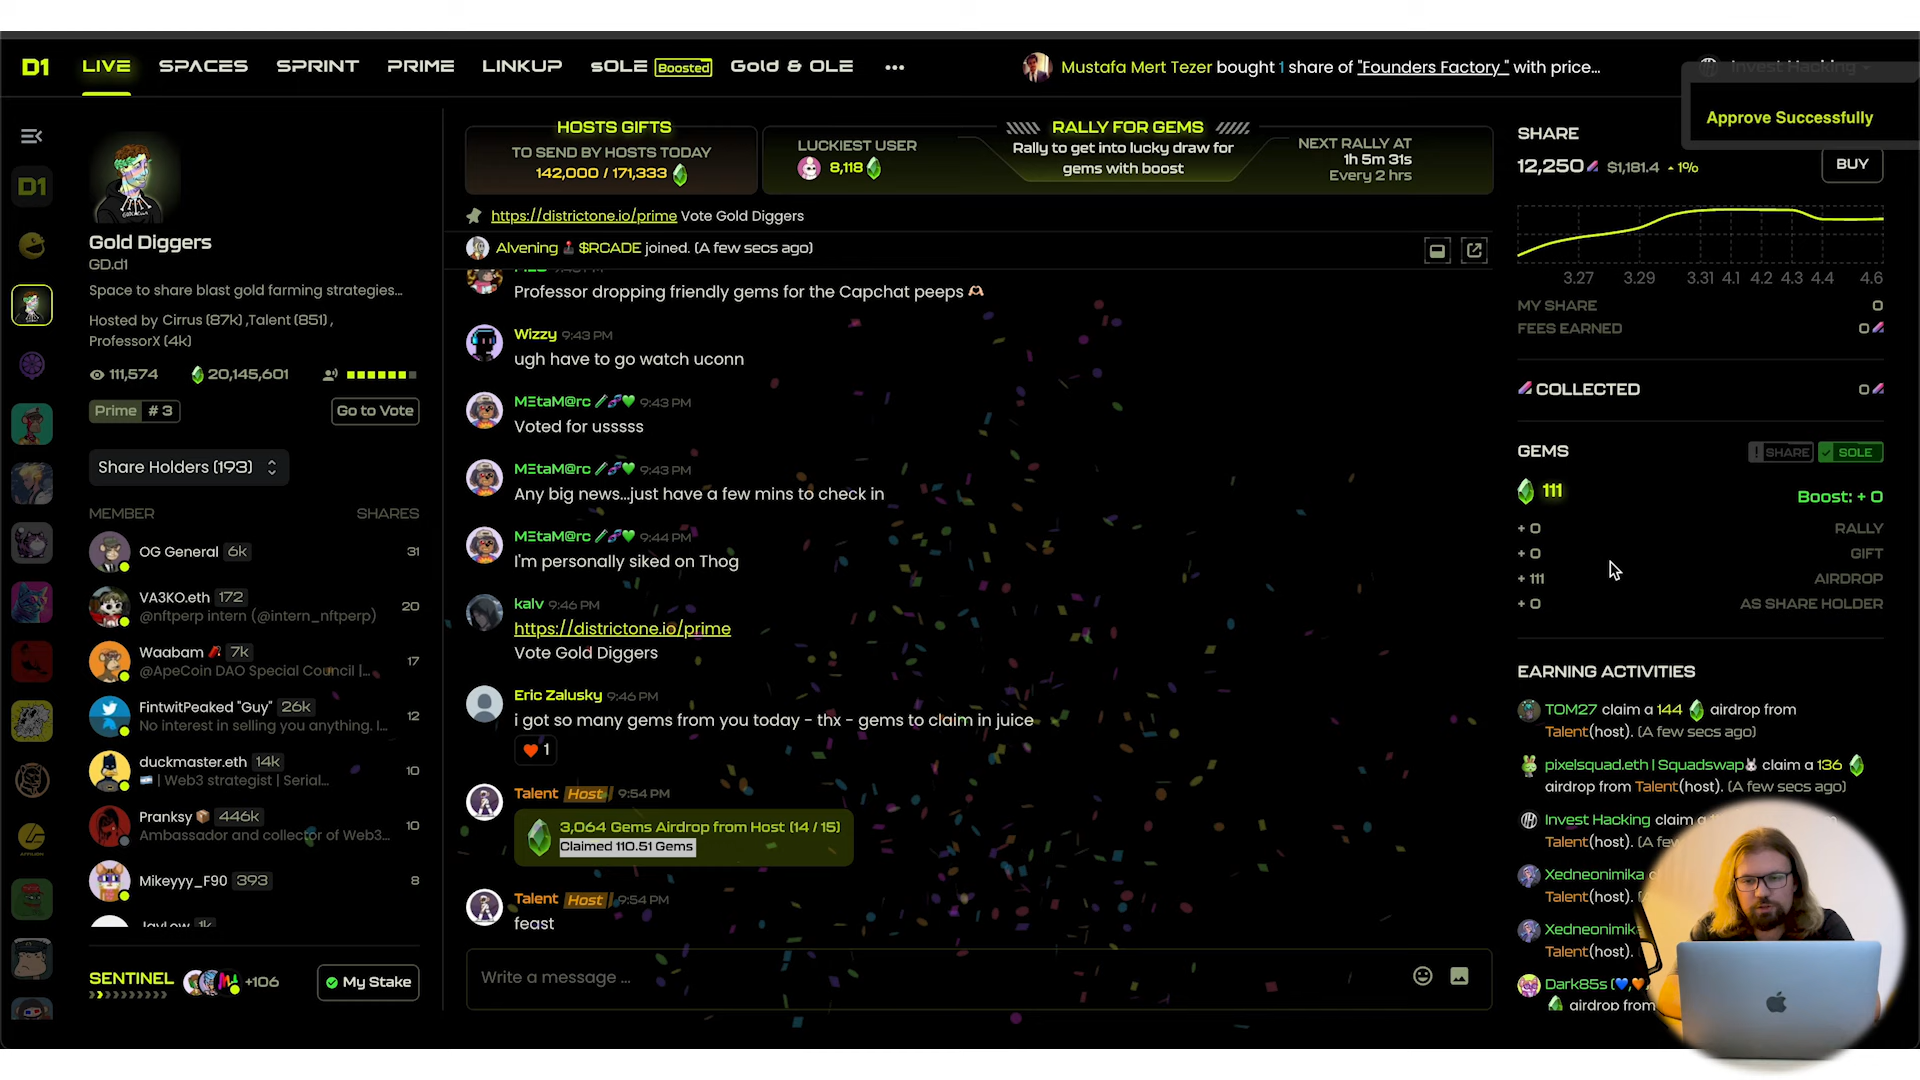 D1 LIVE SPACES SPRINT PRIME LINKUP sOLE Boosted Gold & OLE •••
Mustafa Mert Tezer bought 1 share of "Founders Factory " with price...
Invest Hacking
Approve Successfully
D1
Gold Diggers
GD.d1
Space to share blast gold farming strategies...
Hosted by Cirrus (87k) ,Talent (851) ,
ProfessorX (4k)
111,574 20,145,601
Prime # 3 Go to Vote
Share Holders (193)
MEMBER SHARES
OG General 6k 31
VA3KO.eth 172
@nftperp intern (@intern_nftperp) 20
Waabam 7k
@ApeCoin DAO Special Council |... 17
FintwitPeaked "Guy" 26k
No interest in selling you anything. I... 12
duckmaster.eth 14k
| Web3 strategist | Serial... 10
Pranksy 446k
Ambassador and collector of Web3... 10
Mikeyyy_F90 393 8
JayLow 1k
SENTINEL +106 My Stake
HOSTS GIFTS
TO SEND BY HOSTS TODAY
142,000 / 171,333
LUCKIEST USER
8,118
RALLY FOR GEMS
Rally to get into lucky draw for
gems with boost
NEXT RALLY AT
1h 5m 31s
Every 2 hrs
https://districtone.io/prime Vote Gold Diggers
Alvening $RCADE joined. (A few secs ago)
Professor dropping friendly gems for the Capchat peeps
Wizzy 9:43 PM
ugh have to go watch uconn
MΞtaM@rc 9:43 PM
Voted for usssss
MΞtaM@rc 9:43 PM
Any big news...just have a few mins to check in
MΞtaM@rc 9:44 PM
I'm personally siked on Thog
kalv 9:46 PM
https://districtone.io/prime
Vote Gold Diggers
Eric Zalusky 9:46 PM
i got so many gems from you today - thx - gems to claim in juice
1
Talent Host 9:54 PM
3,064 Gems Airdrop from Host (14 / 15)
Claimed 110.51 Gems
Talent Host 9:54 PM
feast
Write a message ...
SHARE
12,250 $1,181.4 1% BUY
3.27 3.29 3.31 4.1 4.2 4.3 4.4 4.6
MY SHARE 0
FEES EARNED 0
COLLECTED 0
GEMS ! SHARE SOLE
111 Boost: + 0
+ 0 RALLY
+ 0 GIFT
+ 111 AIRDROP
+ 0 AS SHARE HOLDER
EARNING ACTIVITIES
TOM27 claim a 144 airdrop from
Talent(host). (A few secs ago)
pixelsquad.eth | Squadswap claim a 136
airdrop from Talent(host). (A few secs ago)
Invest Hacking claim a
Talent(host).
Xedneonimika
Talent(host).
Talent(host).
Dark85s
airdrop from